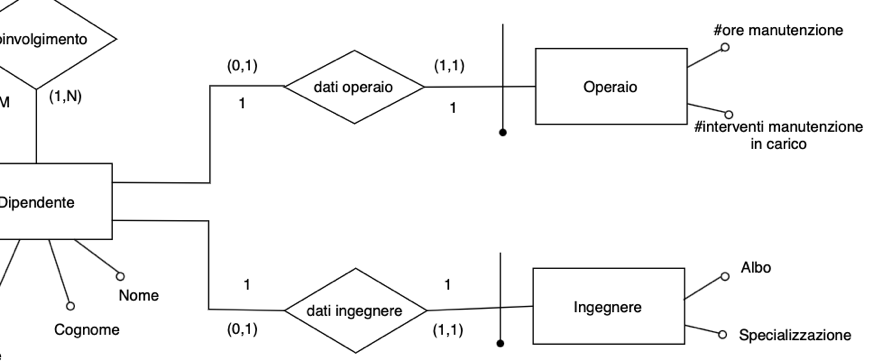 #ore manutenzione
oinvolgimento
(0,1)
(1,1)
dati operaio
Operaio
M
(1,N)
1
1
#interventi manutenzione
in carico
Dipendente
Albo
1
1
Nome
dati ingegnere
Ingegnere
Cognome
(0,1)
(1,1)
Specializzazione